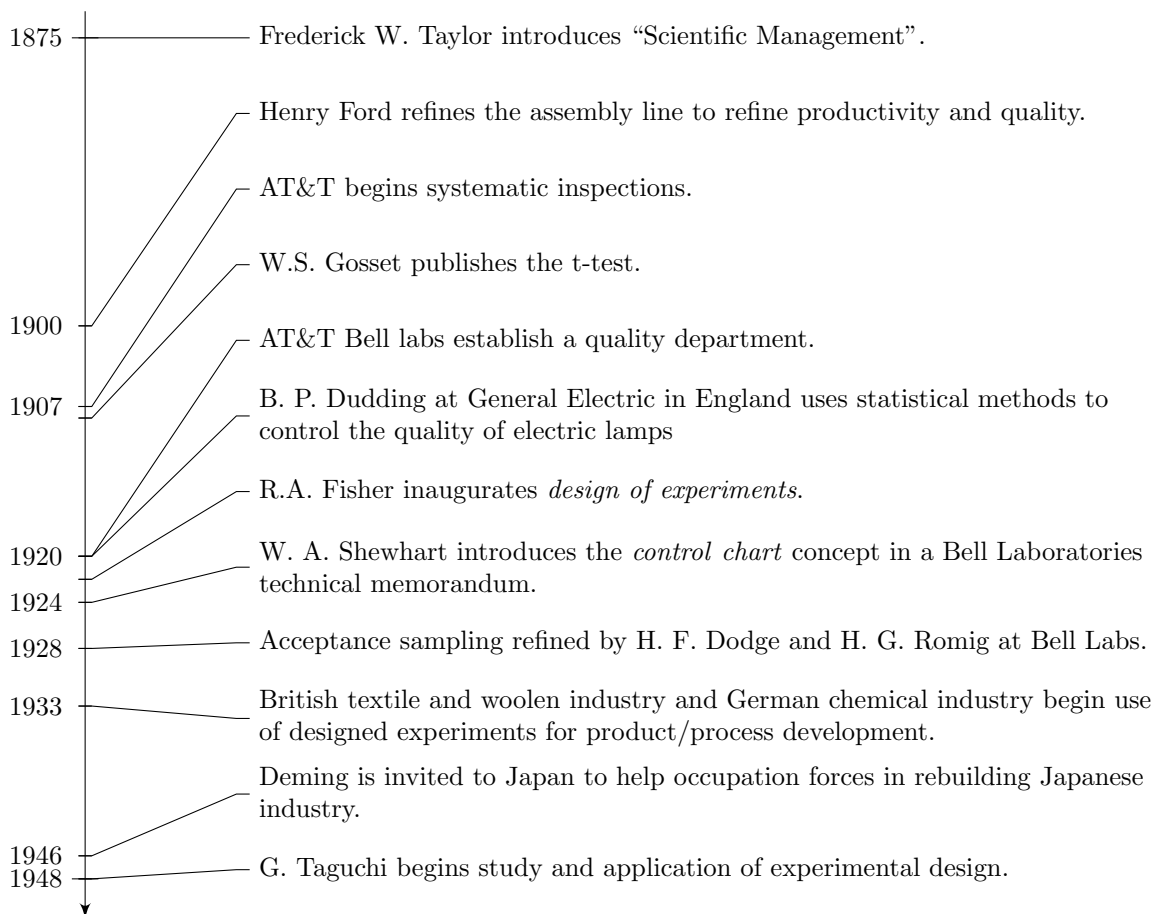 1875 Frederick W. Taylor introduces “Scientific Management”.
Henry Ford refines the assembly line to refine productivity and quality.
AT&T begins systematic inspections.
W.S. Gosset publishes the t-test.
1900
AT&T Bell labs establish a quality department.
1907
B. P. Dudding at General Electric in England uses statistical methods to
control the quality of electric lamps
R.A. Fisher inaugurates design of experiments.
1920
W. A. Shewhart introduces the control chart concept in a Bell Laboratories
technical memorandum.
1924
1928 Acceptance sampling refined by H. F. Dodge and H. G. Romig at Bell Labs.
1933 British textile and woolen industry and German chemical industry begin use
of designed experiments for product/process development.
Deming is invited to Japan to help occupation forces in rebuilding Japanese
industry.
1946
1948 G. Taguchi begins study and application of experimental design.